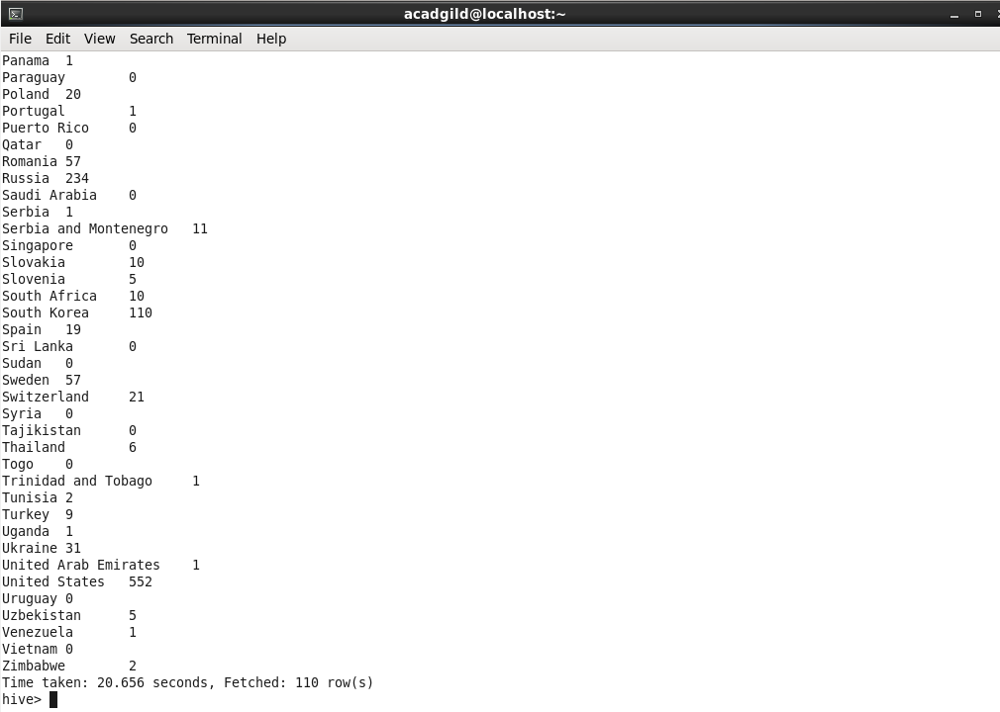 acadgild@localhost:~
File Edit View Search Terminal Help
Panama 1
Paraguay 0
Poland 20
Portugal 1
Puerto Rico 0
Qatar 0
Romania 57
Russia 234
Saudi Arabia 0
Serbia 1
Serbia and Montenegro 11
Singapore 0
Slovakia 10
Slovenia 5
South Africa 10
South Korea 110
Spain 19
Sri Lanka 0
Sudan 0
Sweden 57
Switzerland 21
Syria 0
Tajikistan 0
Thailand 6
Togo 0
Trinidad and Tobago 1
Tunisia 2
Turkey 9
Uganda 1
Ukraine 31
United Arab Emirates 1
United States 552
Uruguay 0
Uzbekistan 5
Venezuela 1
Vietnam 0
Zimbabwe 2
Time taken: 20.656 seconds, Fetched: 110 row(s)
hive>